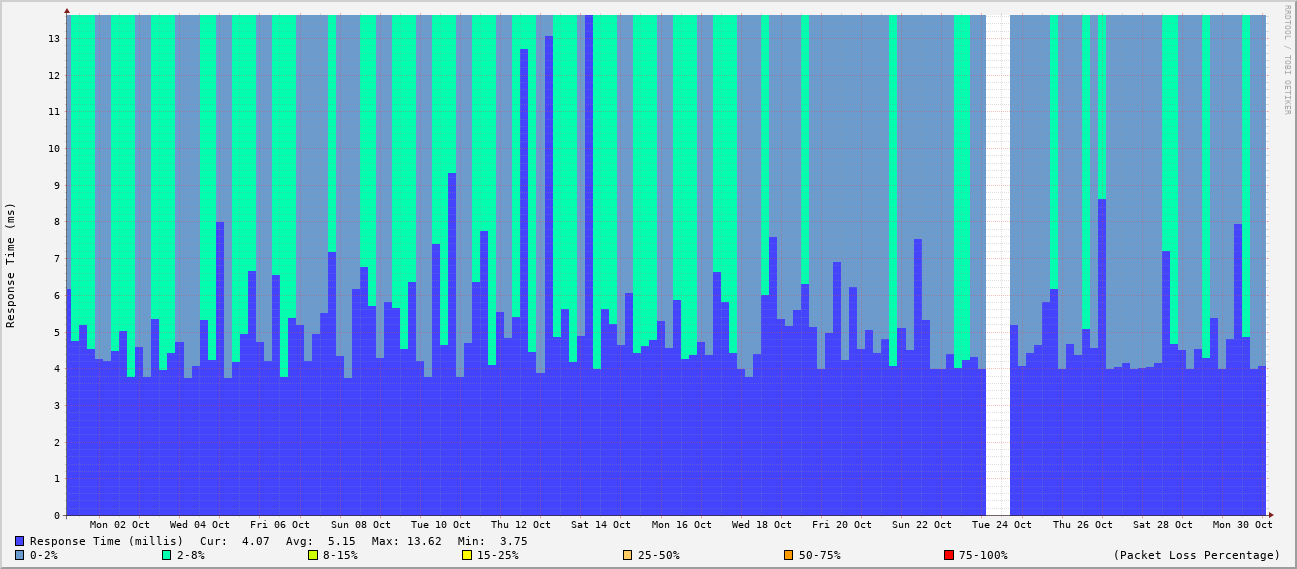 RRDTOOL / TOBI OETIKER
Response Time (ms)
13
12
11
10
9
8
7
6
5
4
3
2
1
0
Mon 02 Oct Wed 04 Oct Fri 06 Oct Sun 08 Oct Tue 10 Oct Thu 12 Oct Sat 14 Oct Mon 16 Oct Wed 18 Oct Fri 20 Oct Sun 22 Oct Tue 24 Oct Thu 26 Oct Sat 28 Oct Mon 30 Oct
Response Time (millis) Cur: 4.07 Avg: 5.15 Max: 13.62 Min: 3.75
0-2% 2-8% 8-15% 15-25% 25-50% 50-75% 75-100% (Packet Loss Percentage)